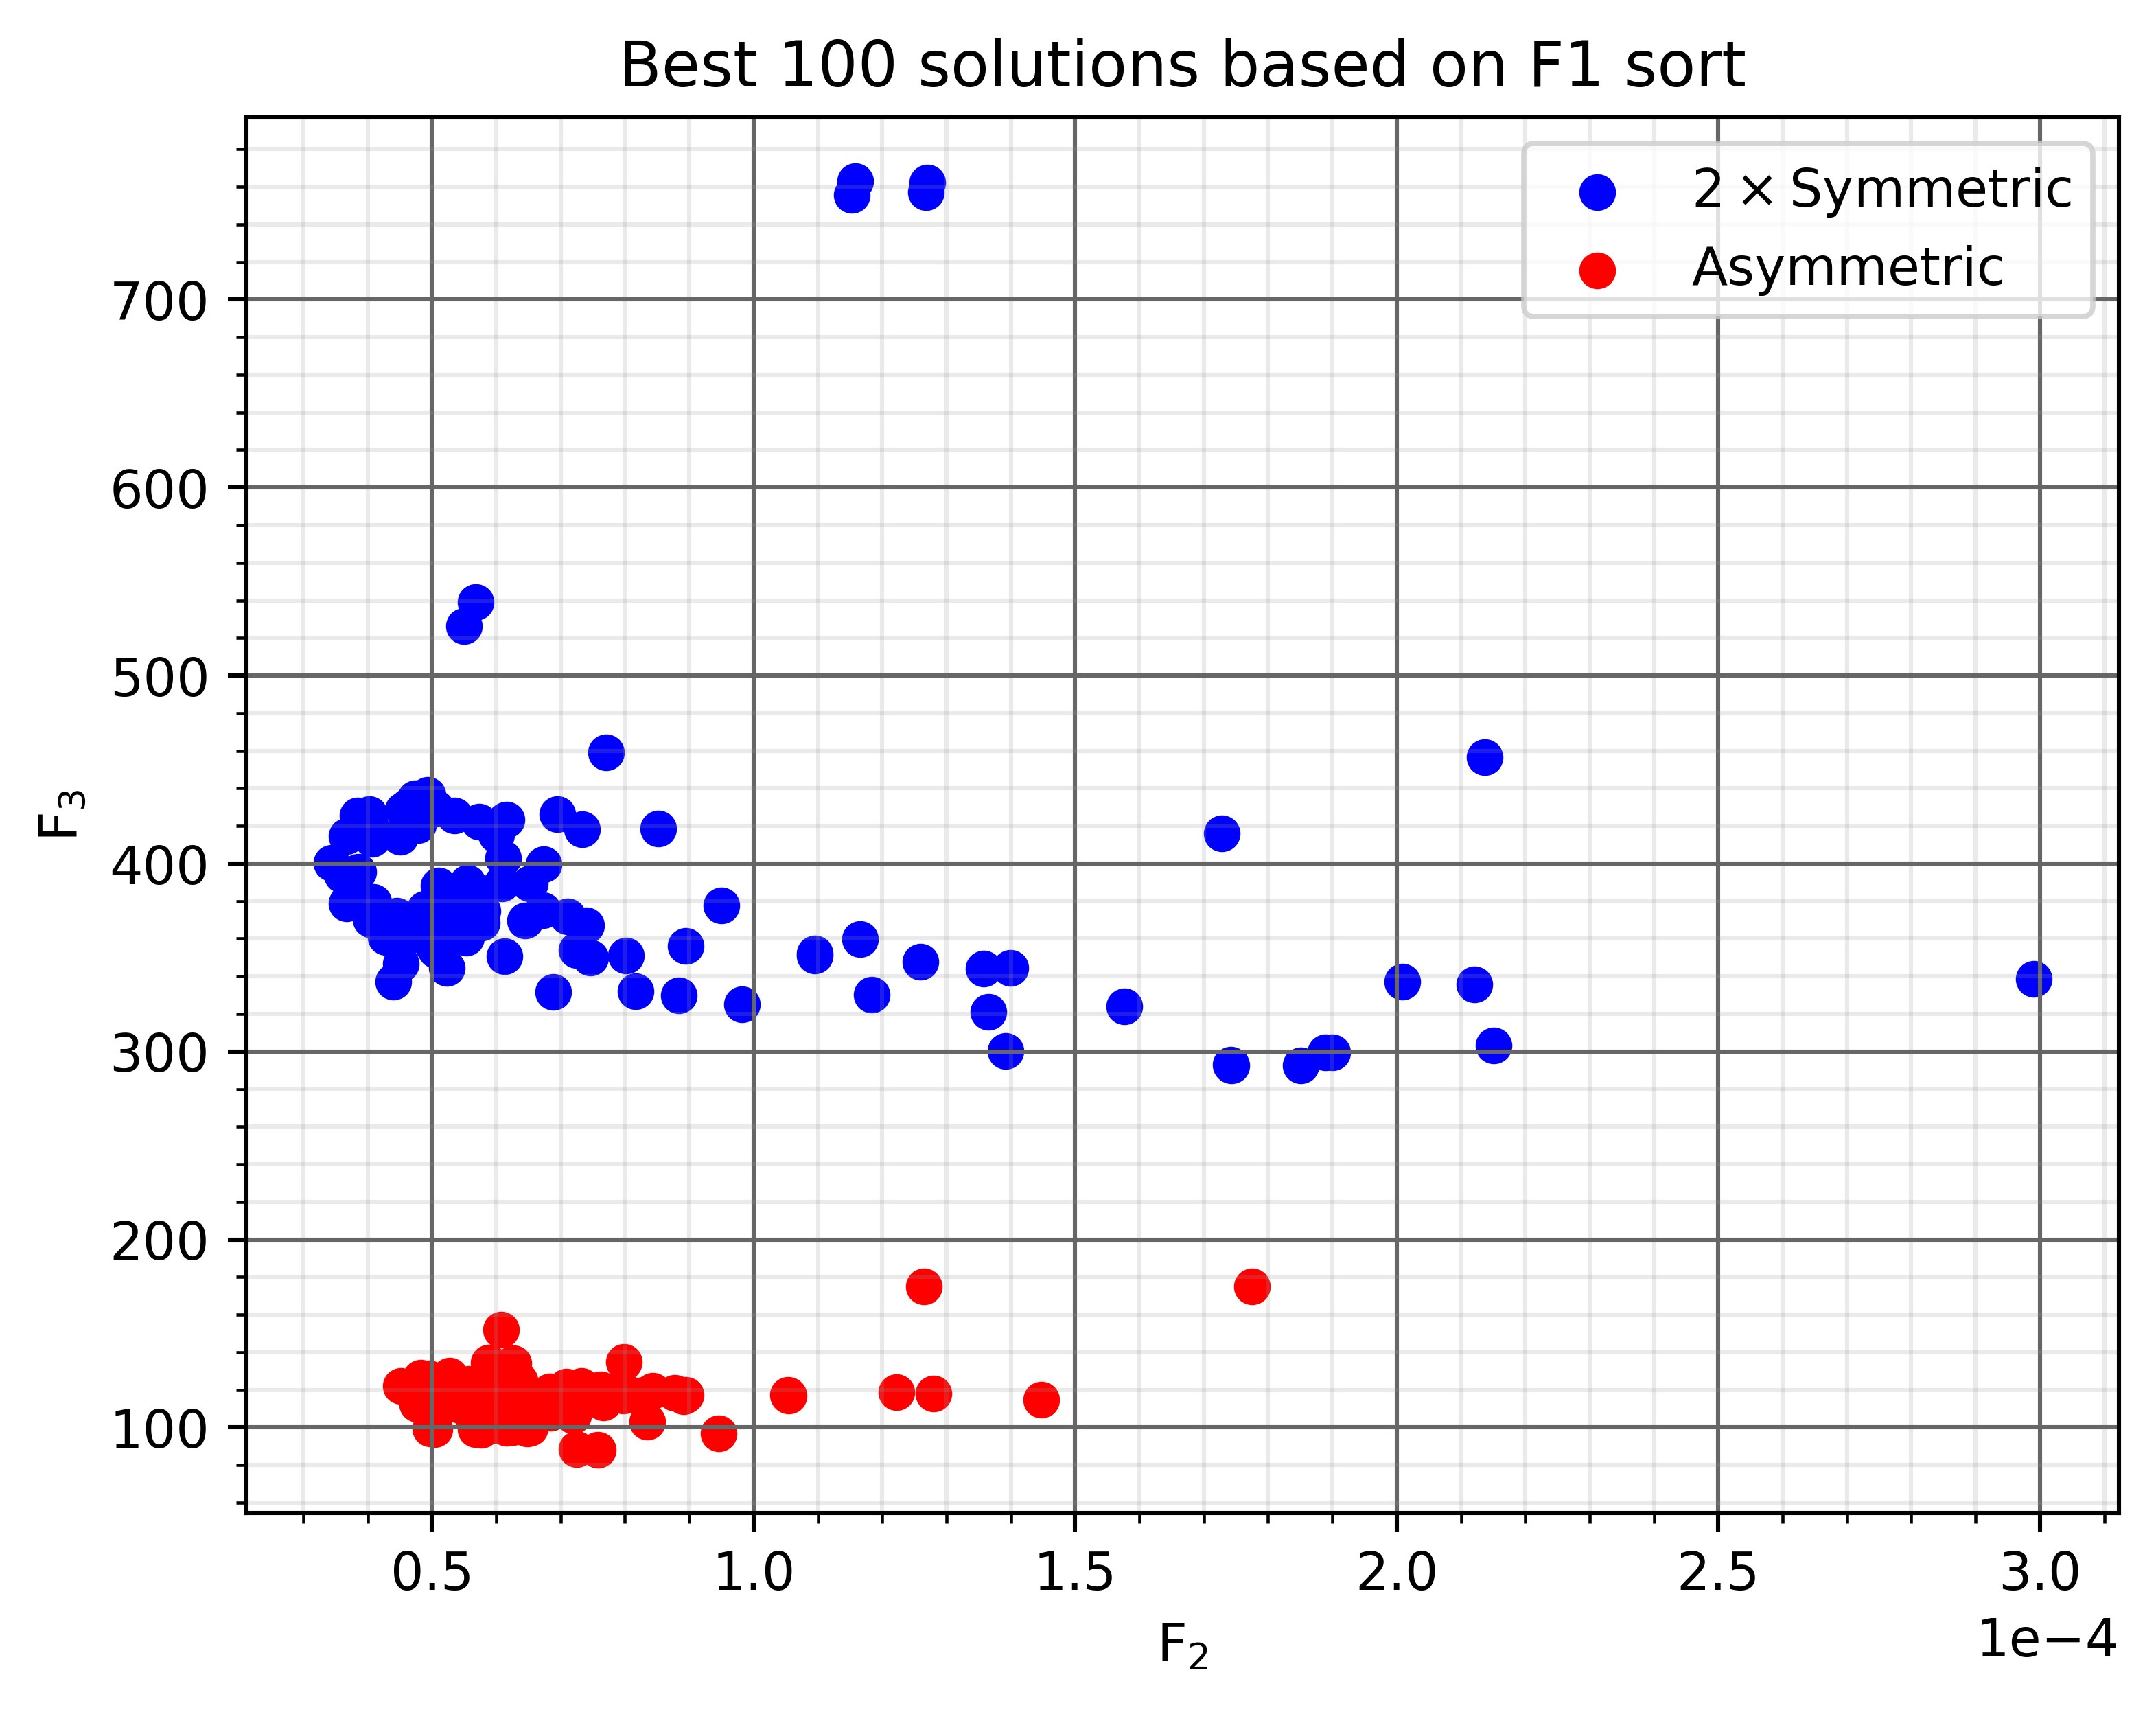 Best 100 solutions based on F1 sort
2 × Symmetric
Asymmetric
700
600
500
400
300
200
100
F₃
0.5 1.0 1.5 2.0 2.5 3.0
1e−4
F₂